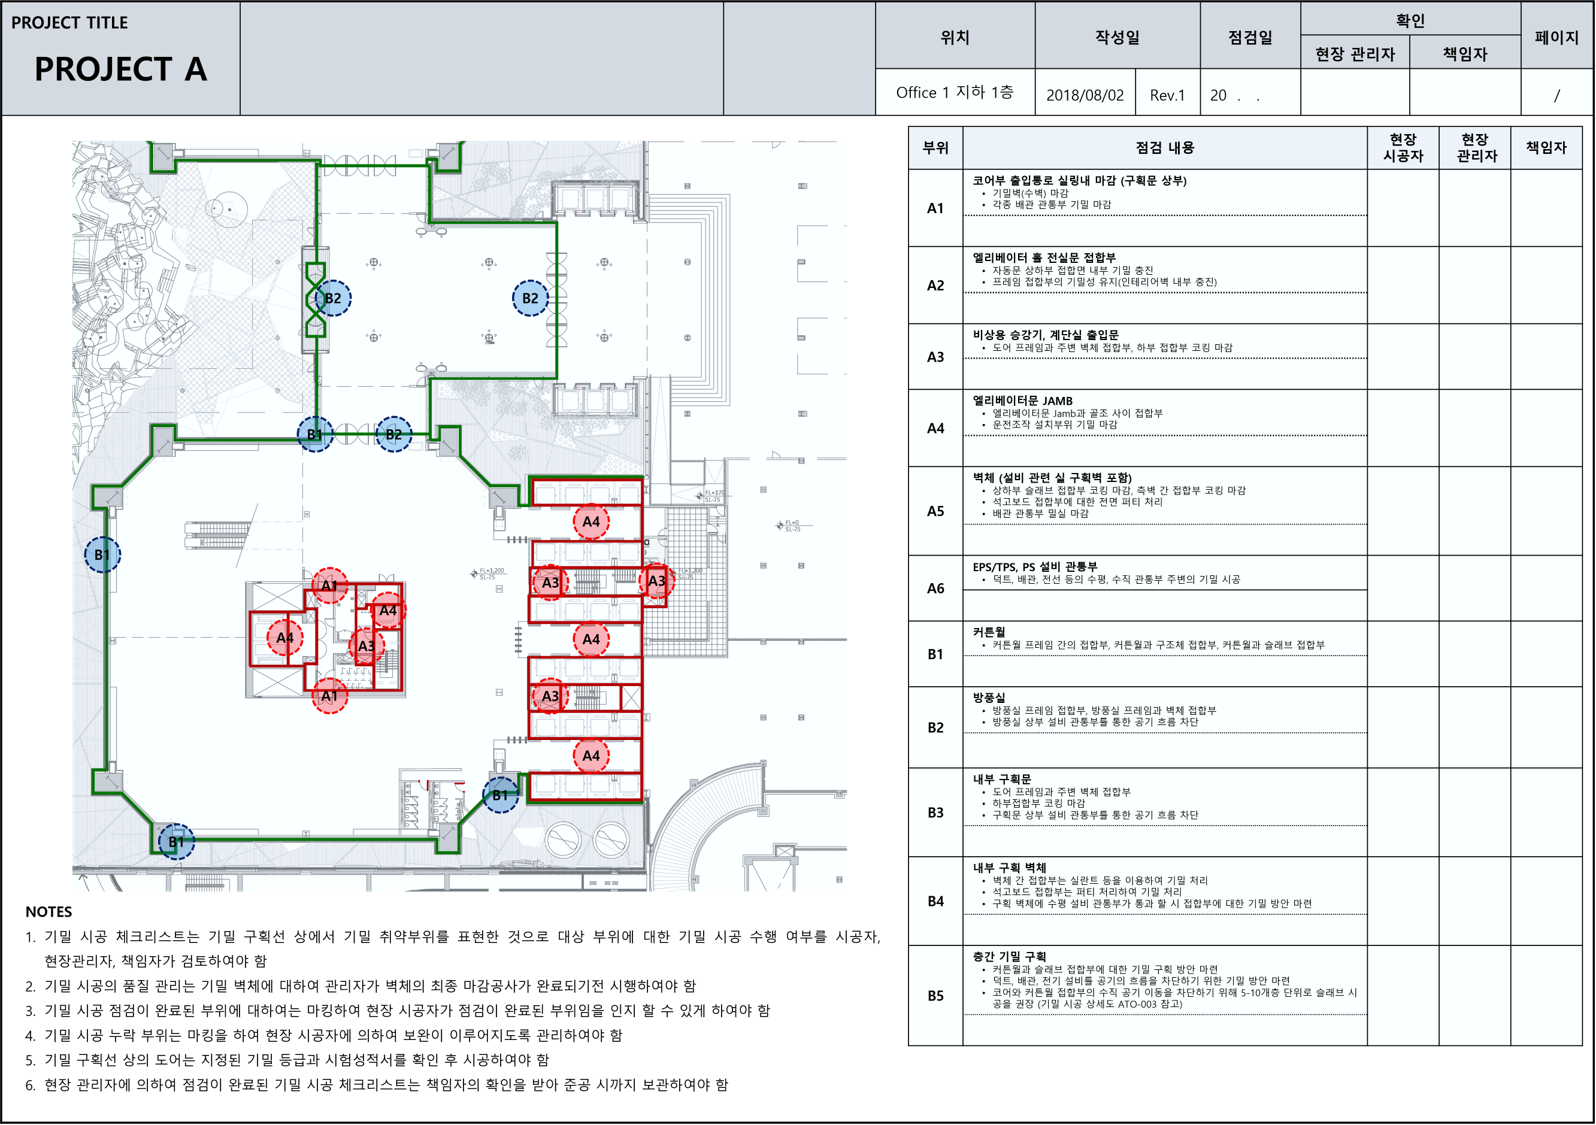 PROJECT TITLE
PROJECT A
위치
작성일
점검일
확인
현장 관리자
책임자
페이지
Office 1 지하 1층
2018/08/02
Rev.1
20 . .
/
B2
B2
B1
B2
B1
A4
A3
A3
A1
A4
A4
A3
A4
A1
A3
A4
B1
B1
FL+170
SL-75
FL+0
SL-75
FL+1,200
SL-75
부위
점검 내용
현장
시공자
현장
관리자
책임자
A1
코어부 출입통로 실링내 마감 (구획문 상부)
• 기밀벽(수벽) 마감
• 각종 배관 관통부 기밀 마감
A2
엘리베이터 홀 전실문 접합부
• 자동문 상하부 접합면 내부 기밀 충진
• 프레임 접합부의 기밀성 유지(인테리어벽 내부 충진)
A3
비상용 승강기, 계단실 출입문
• 도어 프레임과 주변 벽체 접합부, 하부 접합부 코킹 마감
A4
엘리베이터문 JAMB
• 엘리베이터문 Jamb과 골조 사이 접합부
• 운전조작 설치부위 기밀 마감
A5
벽체 (설비 관련 실 구획벽 포함)
• 상하부 슬래브 접합부 코킹 마감, 측벽 간 접합부 코킹 마감
• 석고보드 접합부에 대한 전면 퍼티 처리
• 배관 관통부 밀실 마감
A6
EPS/TPS, PS 설비 관통부
• 덕트, 배관, 전선 등의 수평, 수직 관통부 주변의 기밀 시공
B1
커튼월
• 커튼월 프레임 간의 접합부, 커튼월과 구조체 접합부, 커튼월과 슬래브 접합부
B2
방풍실
• 방풍실 프레임 접합부, 방풍실 프레임과 벽체 접합부
• 방풍실 상부 설비 관통부를 통한 공기 흐름 차단
B3
내부 구획문
• 도어 프레임과 주변 벽체 접합부
• 하부접합부 코킹 마감
• 구획문 상부 설비 관통부를 통한 공기 흐름 차단
B4
내부 구획 벽체
• 벽체 간 접합부는 실란트 등을 이용하여 기밀 처리
• 석고보드 접합부는 퍼티 처리하여 기밀 처리
• 구획 벽체에 수평 설비 관통부가 통과 할 시 접합부에 대한 기밀 방안 마련
B5
층간 기밀 구획
• 커튼월과 슬래브 접합부에 대한 기밀 구획 방안 마련
• 덕트, 배관, 전기 설비를 공기의 흐름을 차단하기 위한 기밀 방안 마련
• 코어와 커튼월 접합부의 수직 공기 이동을 차단하기 위해 5-10개층 단위로 슬래브 시
공을 권장 (기밀 시공 상세도 ATO-003 참고)
NOTES
1. 기밀 시공 체크리스트는 기밀 구획선 상에서 기밀 취약부위를 표현한 것으로 대상 부위에 대한 기밀 시공 수행 여부를 시공자,
현장관리자, 책임자가 검토하여야 함
2. 기밀 시공의 품질 관리는 기밀 벽체에 대하여 관리자가 벽체의 최종 마감공사가 완료되기전 시행하여야 함
3. 기밀 시공 점검이 완료된 부위에 대하여는 마킹하여 현장 시공자가 점검이 완료된 부위임을 인지 할 수 있게 하여야 함
4. 기밀 시공 누락 부위는 마킹을 하여 현장 시공자에 의하여 보완이 이루어지도록 관리하여야 함
5. 기밀 구획선 상의 도어는 지정된 기밀 등급과 시험성적서를 확인 후 시공하여야 함
6. 현장 관리자에 의하여 점검이 완료된 기밀 시공 체크리스트는 책임자의 확인을 받아 준공 시까지 보관하여야 함